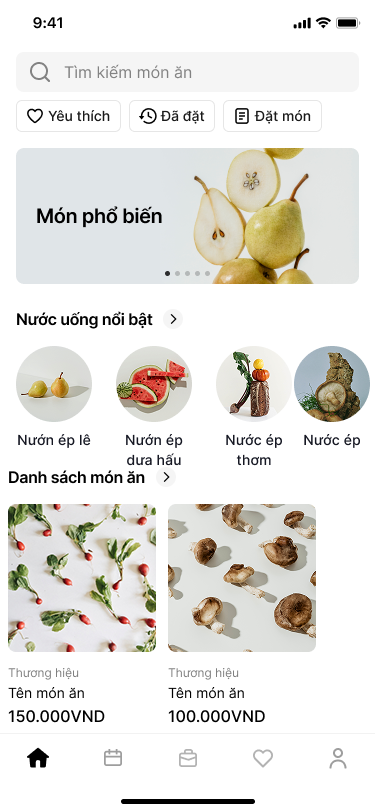 9:41
Tìm kiếm món ăn
Yêu thích
Đã đặt
Đặt món
Món phổ biến
Nước uống nổi bật
Nướn ép lê
Nướn ép
dưa hấu
Nước ép
thơm
Nước ép
Danh sách món ăn
Thương hiệu
Tên món ăn
150.000VND
Thương hiệu
Tên món ăn
100.000VND